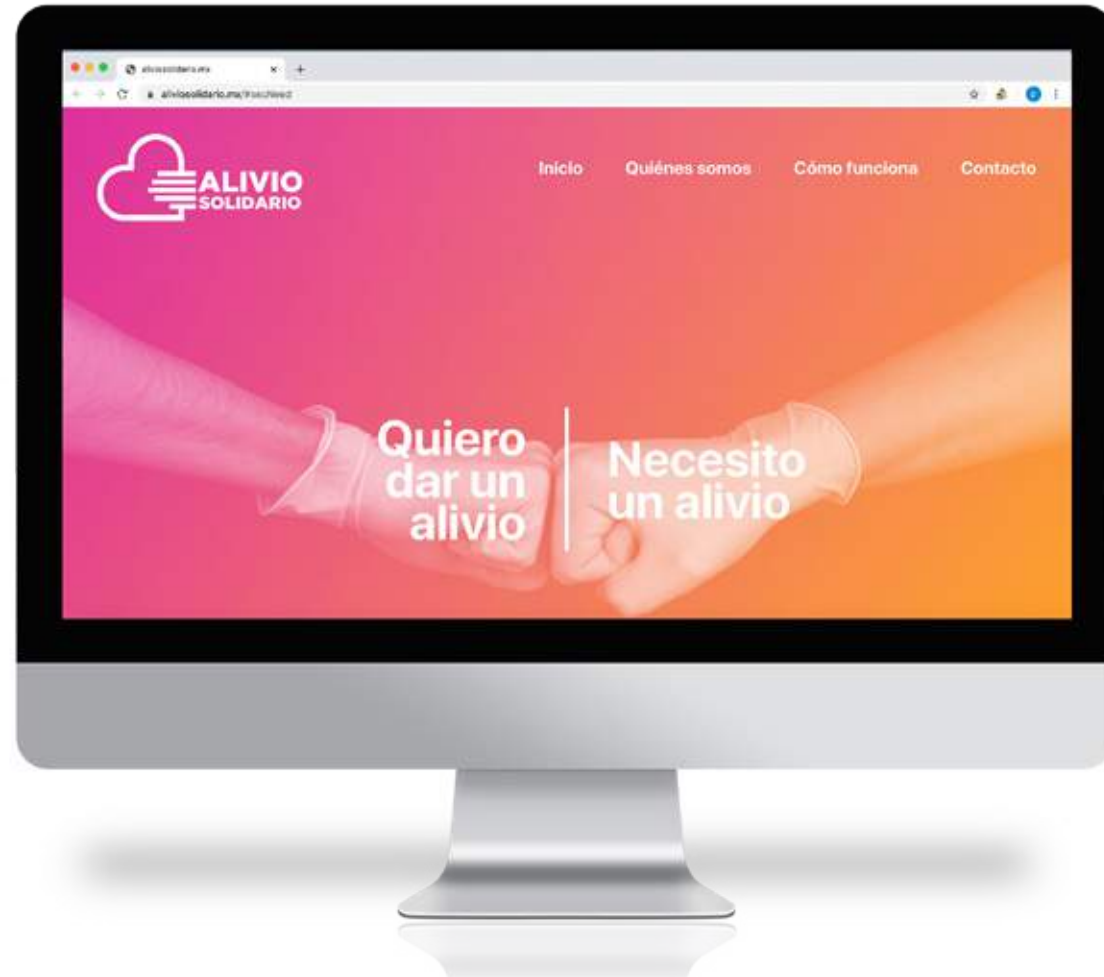 aliviosolidario.mx
ALIVIO
SOLIDARIO
Inicio
Quiénes somos
Cómo funciona
Contacto
Quiero
dar un
alivio
Necesito
un alivio